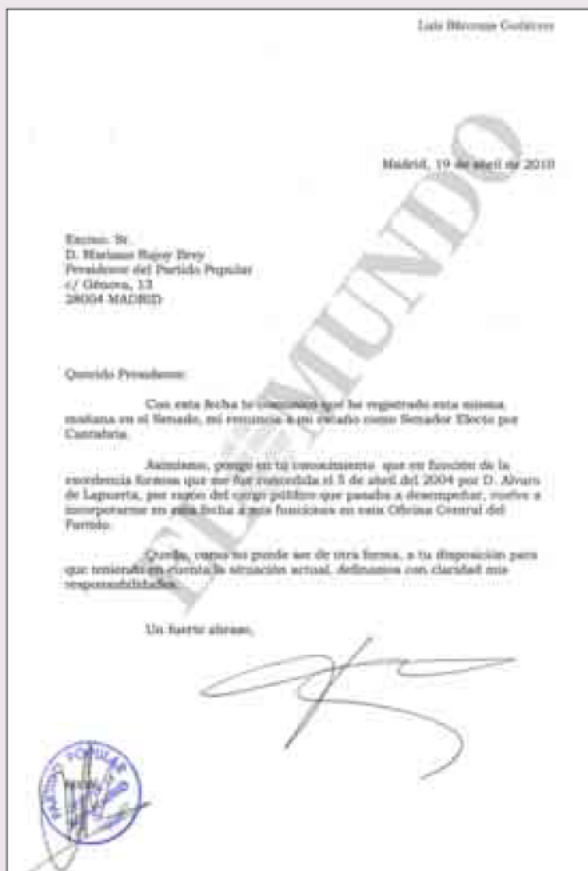 Luis Bárcenas Gutiérrez
Madrid, 19 de abril de 2010
Excmo. Sr.
D. Mariano Rajoy Brey
Presidente del Partido Popular
c/ Génova, 13
28004 MADRID
Querido Presidente:
Con esta fecha te comunico que he registrado esta misma
mañana en el Senado, mi renuncia a mi escaño como Senador Electo por
Cantabria.
Asimismo, pongo en tu conocimiento que en función de la
excedencia forzosa que me fue concedida el 5 de abril del 2004 por D. Alvaro
de Lapuerta, por razón del cargo público que pasaba a desempeñar, vuelvo a
incorporarme en esta fecha a mis funciones en esta Oficina Central del
Partido.
Quedo, como no puede ser de otra forma, a tu disposición para
que teniendo en cuenta la situación actual, definamos con claridad mis
responsabilidades.
Un fuerte abrazo,
PARTIDO POPULAR
EL MUNDO